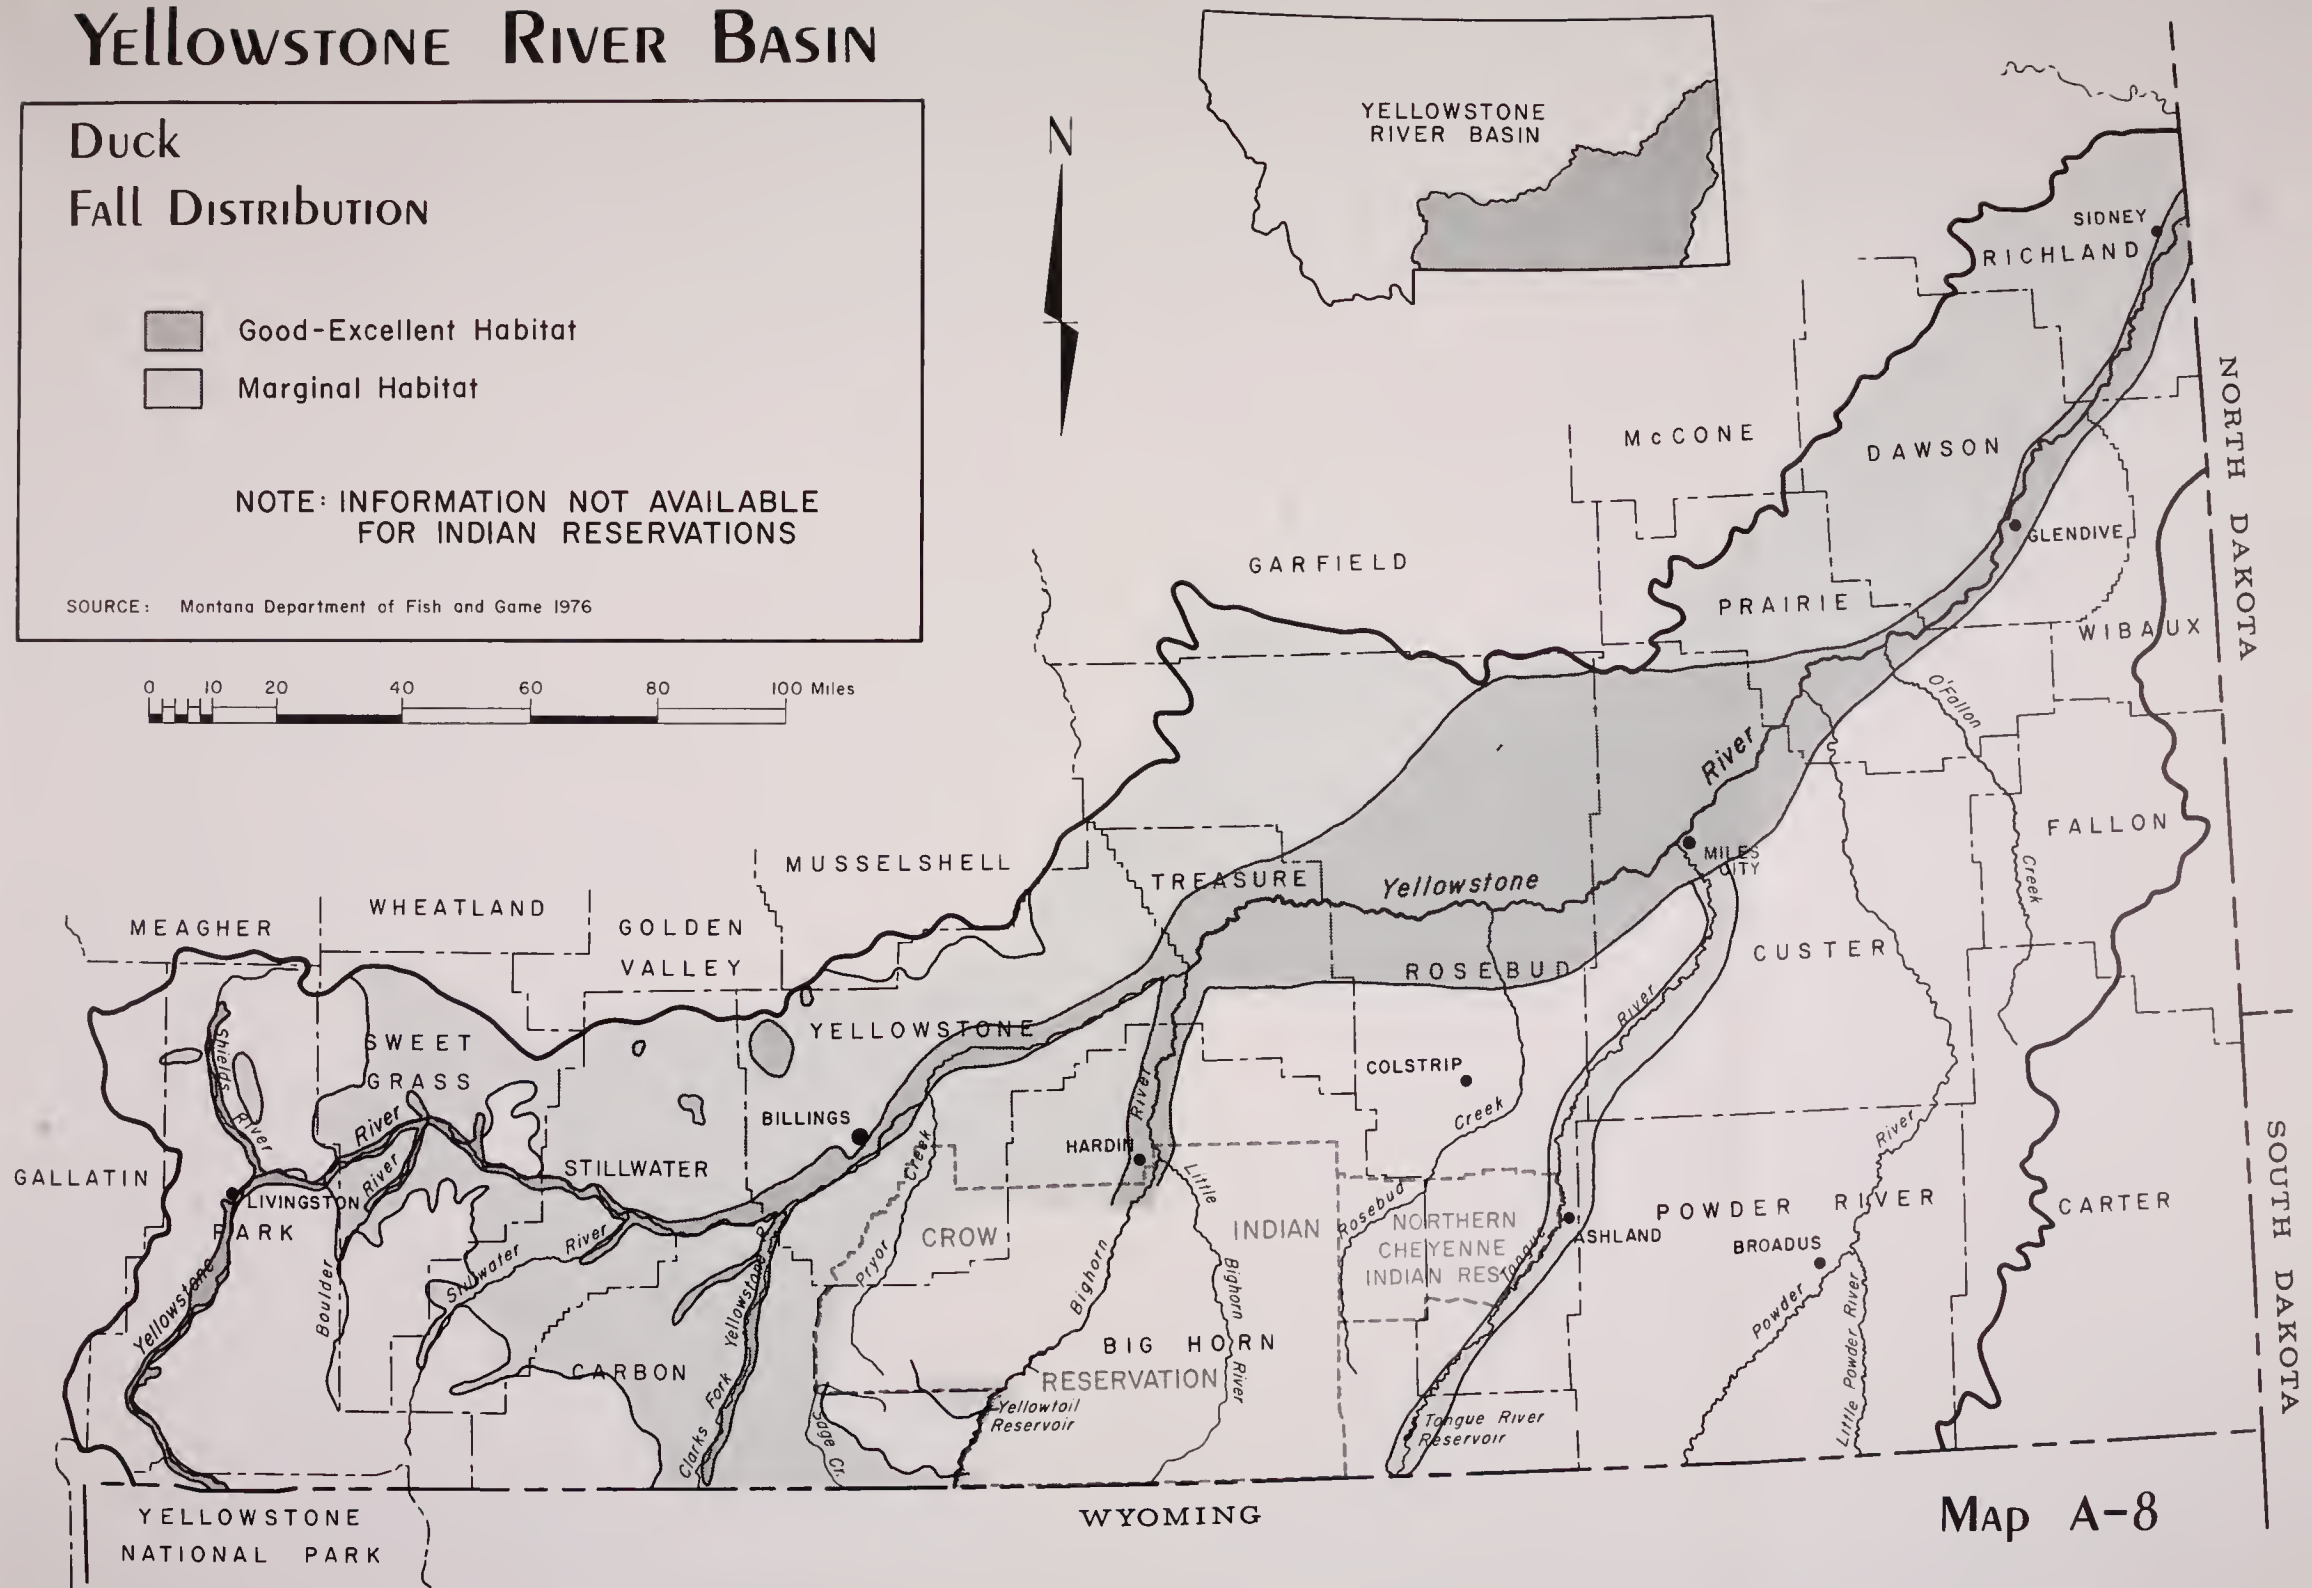 YELLOWSTONE RIVER BASIN
DUCK
FALL DISTRIBUTION
Good-Excellent Habitat
Marginal Habitat
NOTE: INFORMATION NOT AVAILABLE
FOR INDIAN RESERVATIONS
SOURCE: Montana Department of Fish and Game 1976
0 10 20 40 60 80 100 Miles
N
YELLOWSTONE
RIVER BASIN
SIDNEY
RICHLAND
NORTH DAKOTA
McCONE
DAWSON
GLENDIVE
GARFIELD
PRAIRIE
WIBAUX
O'Fallon
Creek
River
FALLON
MILES
CITY
MUSSELSHELL
TREASURE
Yellowstone
WHEATLAND
MEAGHER
GOLDEN
VALLEY
CUSTER
ROSEBUD
River
YELLOWSTONE
SWEET
GRASS
Shields
River
COLSTRIP
Creek
BILLINGS
River
River
River
HARDIN
River
STILLWATER
GALLATIN
LIVINGSTON
PARK
Creek
Pryor
Little
Bighorn
River
CROW
INDIAN
Rosebud
NORTHERN
CHEYENNE
INDIAN RES.
Tongue
ASHLAND
POWDER RIVER
BROADUS
CARTER
SOUTH DAKOTA
Yellowstone
Boulder
Stillwater
River
Yellowstone
R.
Clarks Fork
Bighorn
BIG HORN
RESERVATION
Powder
Little Powder River
CARBON
Sage Cr.
Yellowtail
Reservoir
Tongue River
Reservoir
YELLOWSTONE
NATIONAL PARK
WYOMING
MAP A-8